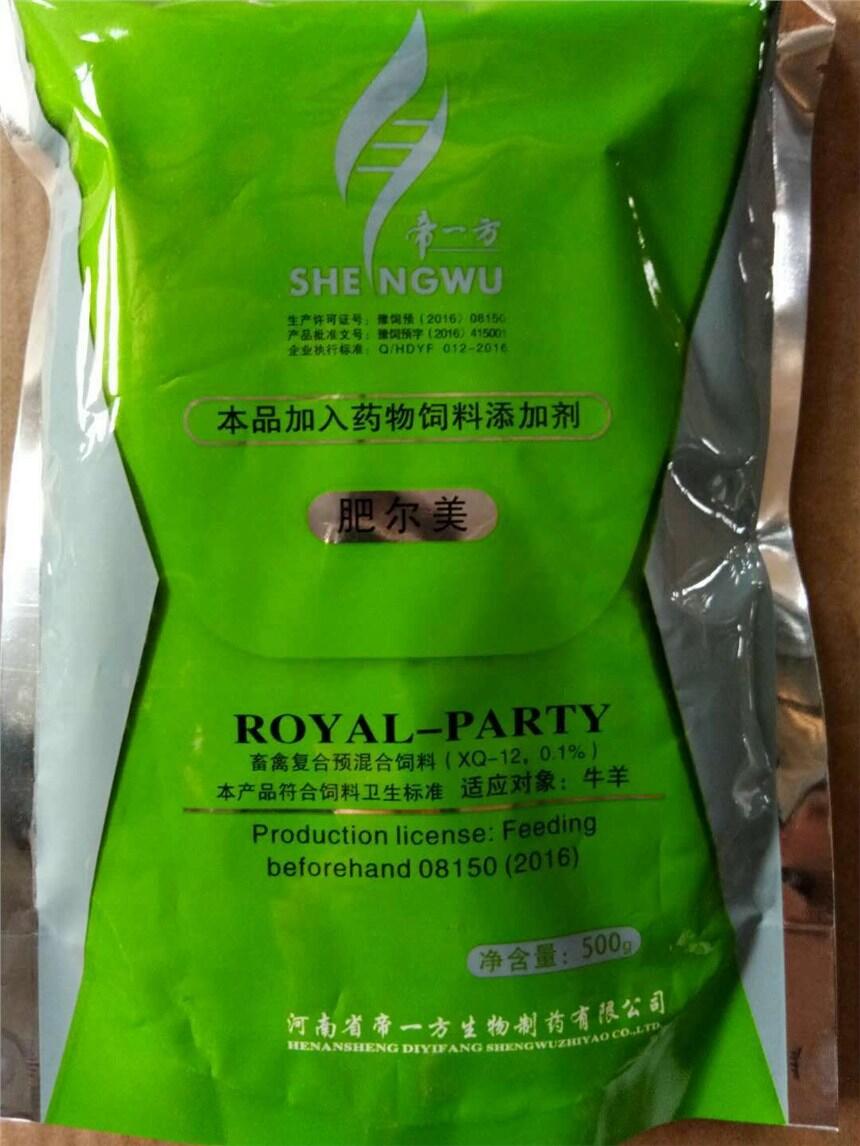 帝一方
SHENGWU
生产许可证号：豫饲预（2016）08150
产品批准文号：豫饲预字（2016）415001
企业执行标准：Q/HDYF 012-2016
本品加入药物饲料添加剂
肥尔美
ROYAL-PARTY
畜禽复合预混合饲料（XQ-12，0.1%）
本产品符合饲料卫生标准 适应对象：牛羊
Production license: Feeding
beforehand 08150 (2016)
净含量：500g
河南省帝一方生物制药有限公司
HENANSHENG DIYIFANG SHENGWUZHIYAO CO.,LTD.